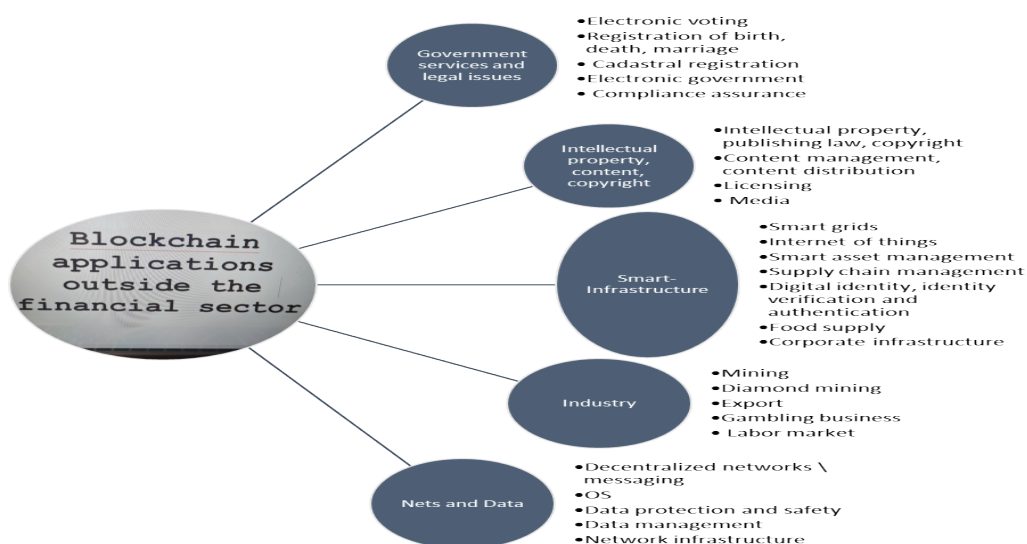 Blockchain
applications
outside the
financial sector
Government
services and
legal issues
•Electronic voting
•Registration of birth,
death, marriage
• Cadastral registration
•Electronic government
• Compliance assurance
Intellectual
property,
content,
copyright
•Intellectual property,
publishing law, copyright
•Content management,
content distribution
•Licensing
• Media
Smart-
Infrastructure
•Smart grids
•Internet of things
•Smart asset management
•Supply chain management
•Digital identity, identity
verification and
authentication
•Food supply
•Corporate infrastructure
Industry
•Mining
•Diamond mining
•Export
•Gambling business
• Labor market
Nets and Data
•Decentralized networks \
messaging
•OS
•Data protection and safety
•Data management
•Network infrastructure